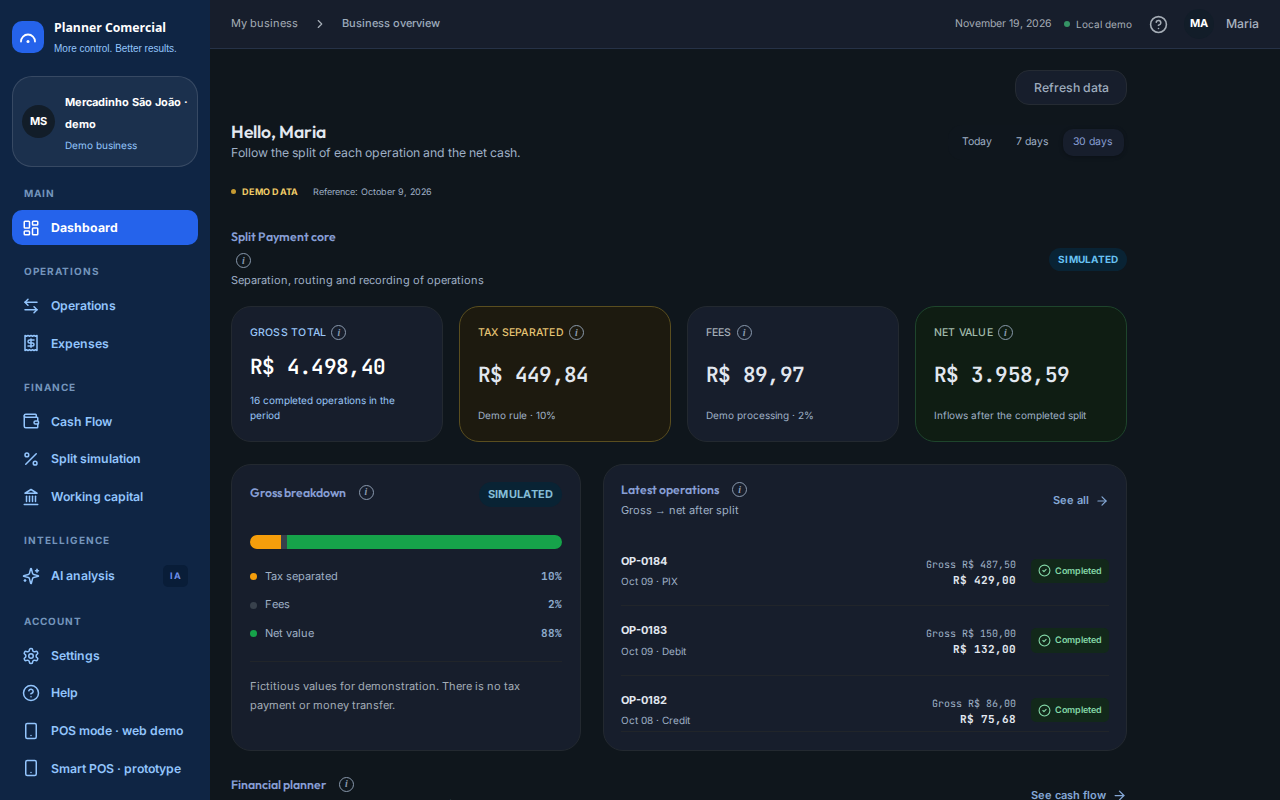 Planner Comercial
More control. Better results.
MS
Mercadinho São João ·
demo
Demo business
MAIN
Dashboard
OPERATIONS
Operations
Expenses
FINANCE
Cash Flow
Split simulation
Working capital
INTELLIGENCE
AI analysis
IA
ACCOUNT
Settings
Help
POS mode · web demo
Smart POS · prototype
My business
Business overview
November 19, 2026
Local demo
MA
Maria
Refresh data
Hello, Maria
Follow the split of each operation and the net cash.
Today
7 days
30 days
DEMO DATA
Reference: October 9, 2026
Split Payment core
i
Separation, routing and recording of operations
SIMULATED
GROSS TOTAL i
R$ 4.498,40
16 completed operations in the
period
TAX SEPARATED i
R$ 449,84
Demo rule · 10%
FEES i
R$ 89,97
Demo processing · 2%
NET VALUE i
R$ 3.958,59
Inflows after the completed split
Gross breakdown i
SIMULATED
Tax separated 10%
Fees 2%
Net value 88%
Fictitious values for demonstration. There is no tax
payment or money transfer.
Latest operations i
Gross → net after split
See all →
OP-0184
Oct 09 · PIX
Gross R$ 487,50
R$ 429,00
Completed
OP-0183
Oct 09 · Debit
Gross R$ 150,00
R$ 132,00
Completed
OP-0182
Oct 08 · Credit
Gross R$ 86,00
R$ 75,68
Completed
Financial planner i
See cash flow →